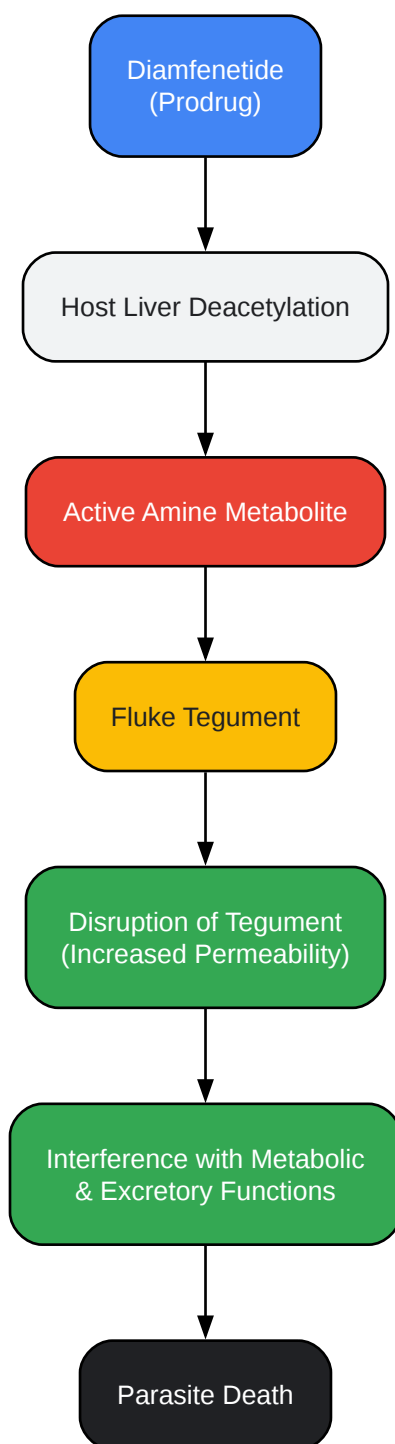 Diamfenetide
(Prodrug)
Host Liver Deacetylation
Active Amine Metabolite
Fluke Tegument
Disruption of Tegument
(Increased Permeability)
Interference with Metabolic
& Excretory Functions
Parasite Death